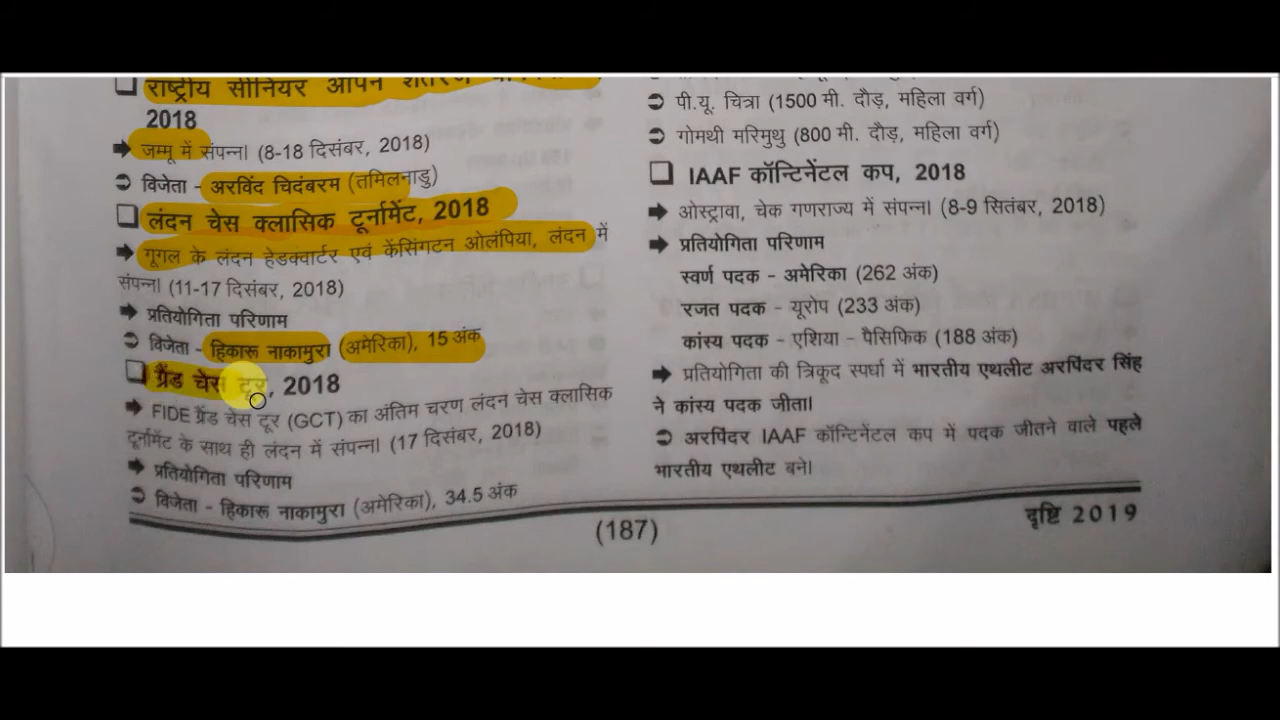 राष्ट्रीय सीनियर ओपन शतरंज
2018
जम्मू में संपन्न। (8-18 दिसंबर, 2018)
विजेता - अरविंद चिदंबरम (तमिलनाडु)
लंदन चेस क्लासिक टूर्नामेंट, 2018
गूगल के लंदन हेडक्वार्टर एवं केंसिंगटन ओलंपिया, लंदन में
संपन्न। (11-17 दिसंबर, 2018)
प्रतियोगिता परिणाम
विजेता - हिकारू नाकामुरा (अमेरिका), 15 अंक
ग्रैंड चेस टूर, 2018
FIDE ग्रैंड चेस टूर (GCT) का अंतिम चरण लंदन चेस क्लासिक
टूर्नामेंट के साथ ही लंदन में संपन्न। (17 दिसंबर, 2018)
प्रतियोगिता परिणाम
विजेता - हिकारू नाकामुरा (अमेरिका), 34.5 अंक
पी.यू. चित्रा (1500 मी. दौड़, महिला वर्ग)
गोमथी मरिमुथु (800 मी. दौड़, महिला वर्ग)
IAAF कॉन्टिनेंटल कप, 2018
ओस्ट्रावा, चेक गणराज्य में संपन्न। (8-9 सितंबर, 2018)
प्रतियोगिता परिणाम
स्वर्ण पदक - अमेरिका (262 अंक)
रजत पदक - यूरोप (233 अंक)
कांस्य पदक - एशिया - पैसिफिक (188 अंक)
प्रतियोगिता की त्रिकूद स्पर्धा में भारतीय एथलीट अरपिंदर सिंह
ने कांस्य पदक जीता।
अरपिंदर IAAF कॉन्टिनेंटल कप में पदक जीतने वाले पहले
भारतीय एथलीट बने।
(187)
दृष्टि 2019